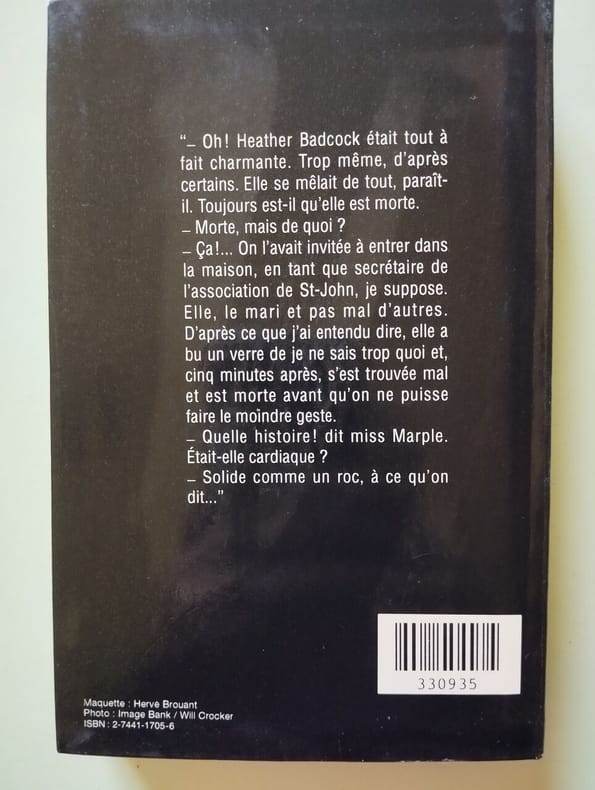 “– Oh! Heather Badcock était tout à
fait charmante. Trop même, d'après
certains. Elle se mêlait de tout, paraît-
il. Toujours est-il qu'elle est morte.
– Morte, mais de quoi ?
– Ça!... On l'avait invitée à entrer dans
la maison, en tant que secrétaire de
l'association de St-John, je suppose.
Elle, le mari et pas mal d'autres.
D'après ce que j'ai entendu dire, elle a
bu un verre de je ne sais trop quoi et,
cinq minutes après, s'est trouvée mal
et est morte avant qu'on ne puisse
faire le moindre geste.
– Quelle histoire! dit miss Marple.
Était-elle cardiaque ?
– Solide comme un roc, à ce qu'on
dit...”
330935
Maquette : Hervé Brouant
Photo : Image Bank / Will Crocker
ISBN : 2-7441-1705-6